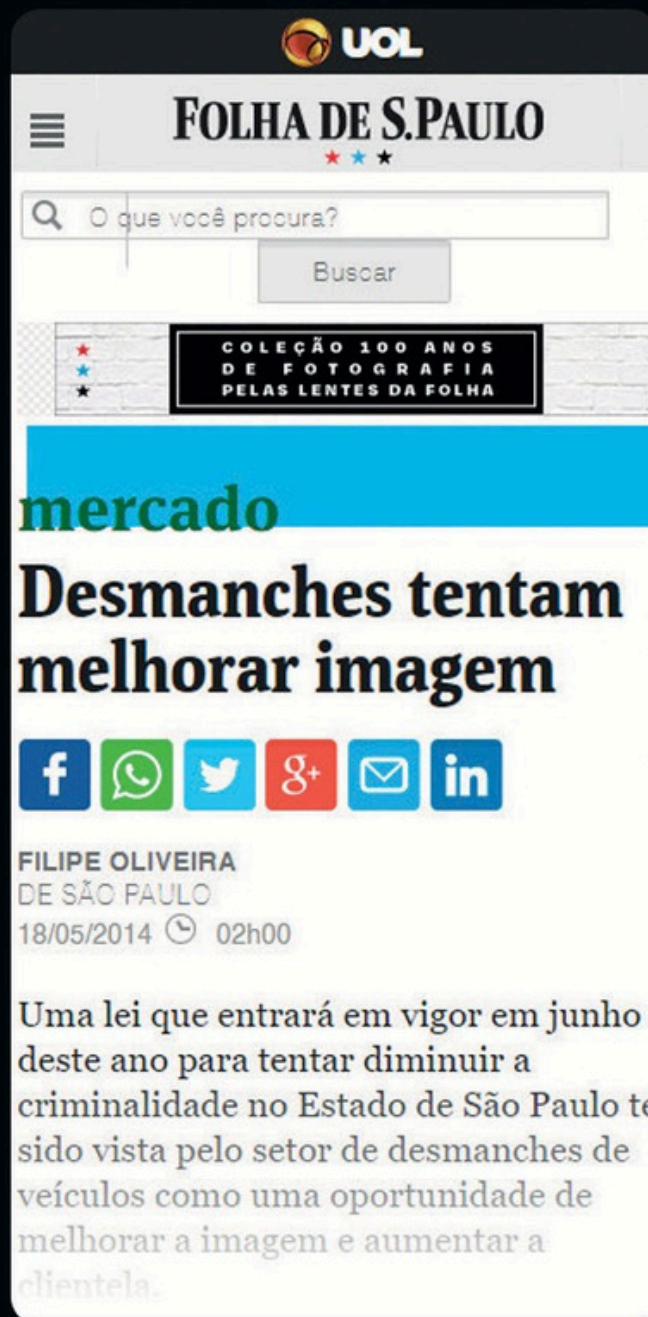 UOL
FOLHA DE S.PAULO
O que você procura?
Buscar
COLEÇÃO 100 ANOS
DE FOTOGRAFIA
PELAS LENTES DA FOLHA
mercado
Desmanches tentam
melhorar imagem
f g+ in
FILIPE OLIVEIRA
DE SÃO PAULO
18/05/2014 02h00
Uma lei que entrará em vigor em junho
deste ano para tentar diminuir a
criminalidade no Estado de São Paulo te
sido vista pelo setor de desmanches de
veículos como uma oportunidade de
melhorar a imagem e aumentar a
clientela.